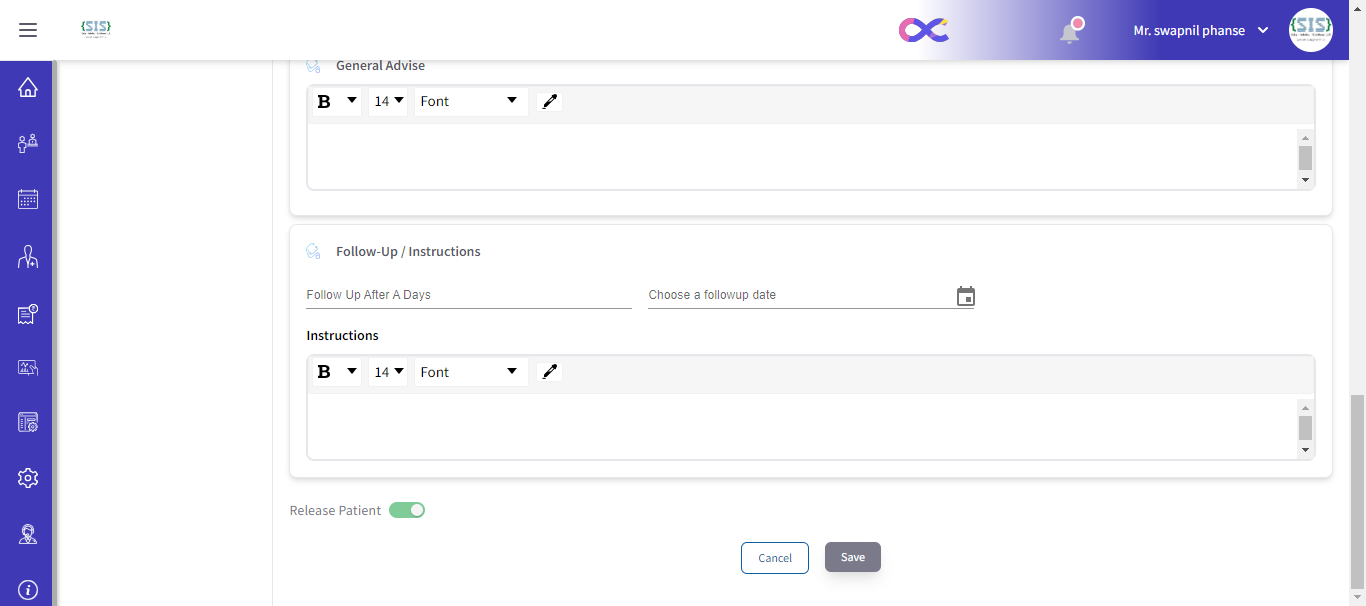 {SIS}
Mr. swapnil phanse
{SIS}
General Advise
B 14 Font
Follow-Up / Instructions
Follow Up After A Days
Choose a followup date
Instructions
B 14 Font
Release Patient
Cancel
Save